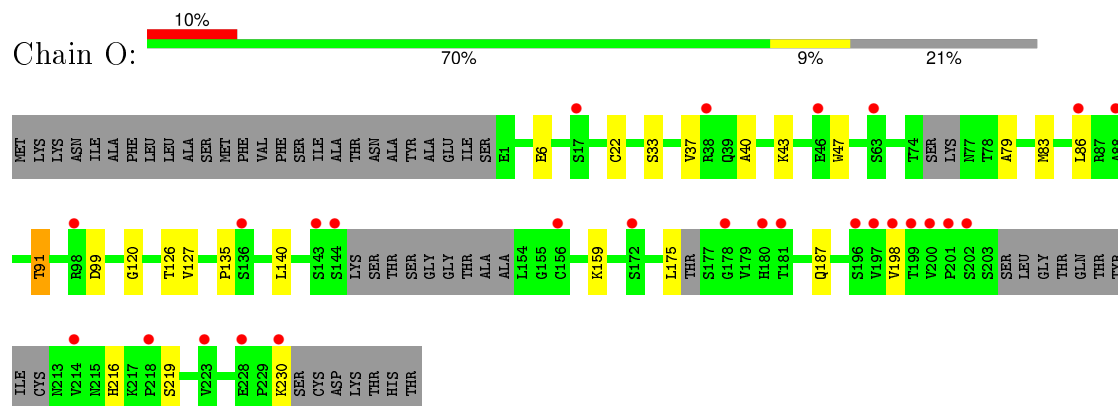 10%
Chain O:
70% 9% 21%
MET LYS LYS ASN ILE ALA PHE LEU LEU ALA SER MET PHE VAL PHE SER ILE ALA THR ASN ALA TYR ALA GLU ILE SER E1 E6 S17 C22 S33 V37 R38 Q39 A40 K43 E46 W47 S63 T74 SER LYS N77 T78 A79 M83 L86 R87 A88
T91 R98 D99 G120 T126 V127 P135 S136 L140 S143 S144 LYS SER THR SER GLY GLY THR ALA ALA L154 G155 C156 K159 S172 L175 THR S177 G178 V179 H180 T181 Q187 S196 V197 V198 T199 V200 P201 S202 S203 SER LEU GLY THR GLN THR TYR
ILE CYS N213 V214 N215 H216 K217 P218 S219 V223 E228 P229 K230 SER CYS ASP LYS THR HIS THR